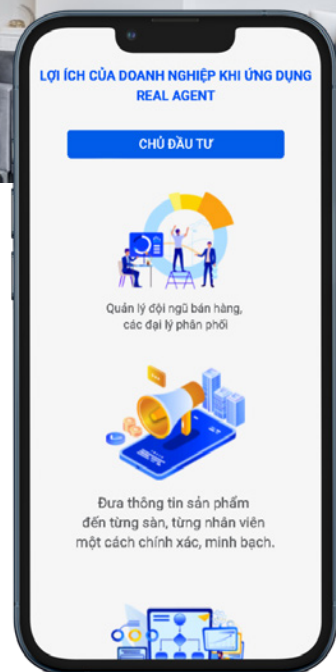 LỢI ÍCH CỦA DOANH NGHIỆP KHI ỨNG DỤNG
REAL AGENT
CHỦ ĐẦU TƯ
Quản lý đội ngũ bán hàng,
các đại lý phân phối
Đưa thông tin sản phẩm
đến từng sàn, từng nhân viên
một cách chính xác, minh bạch.